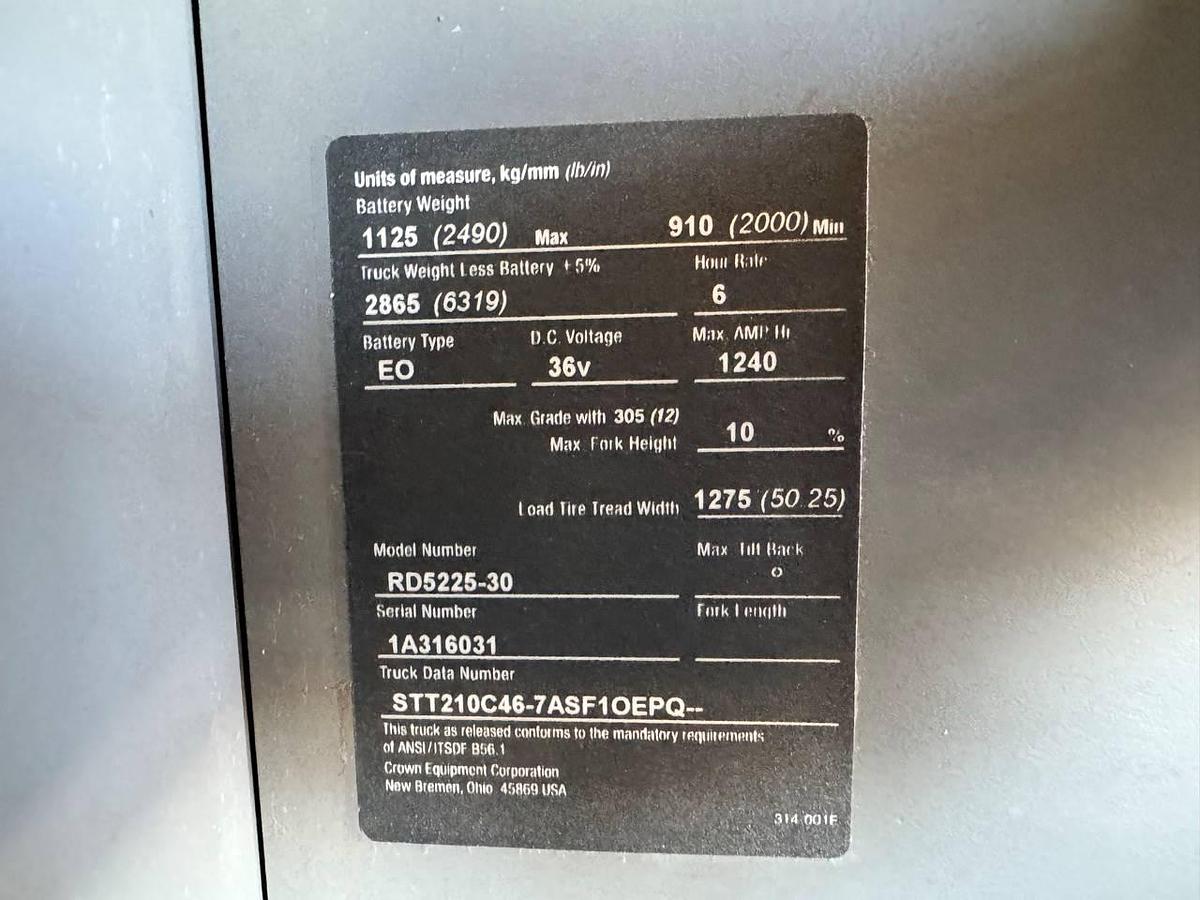 Units of measure, kg/mm (lb/in)
Battery Weight
1125 (2490) Max 910 (2000) Min
Truck Weight Less Battery ±5% Hour Rate
2865 (6319) 6
Battery Type D.C. Voltage Max. AMP Hr
EO 36v 1240
Max. Grade with 305 (12)
Max. Fork Height 10 %
Load Tire Tread Width 1275 (50.25)
Model Number Max. Tilt Back
RD5225-30 °
Serial Number Fork Length
1A316031
Truck Data Number
STT210C46-7ASF1OEPQ--
This truck as released conforms to the mandatory requirements
of ANSI/ITSDF B56.1
Crown Equipment Corporation
New Bremen, Ohio 45869 USA
314 001F